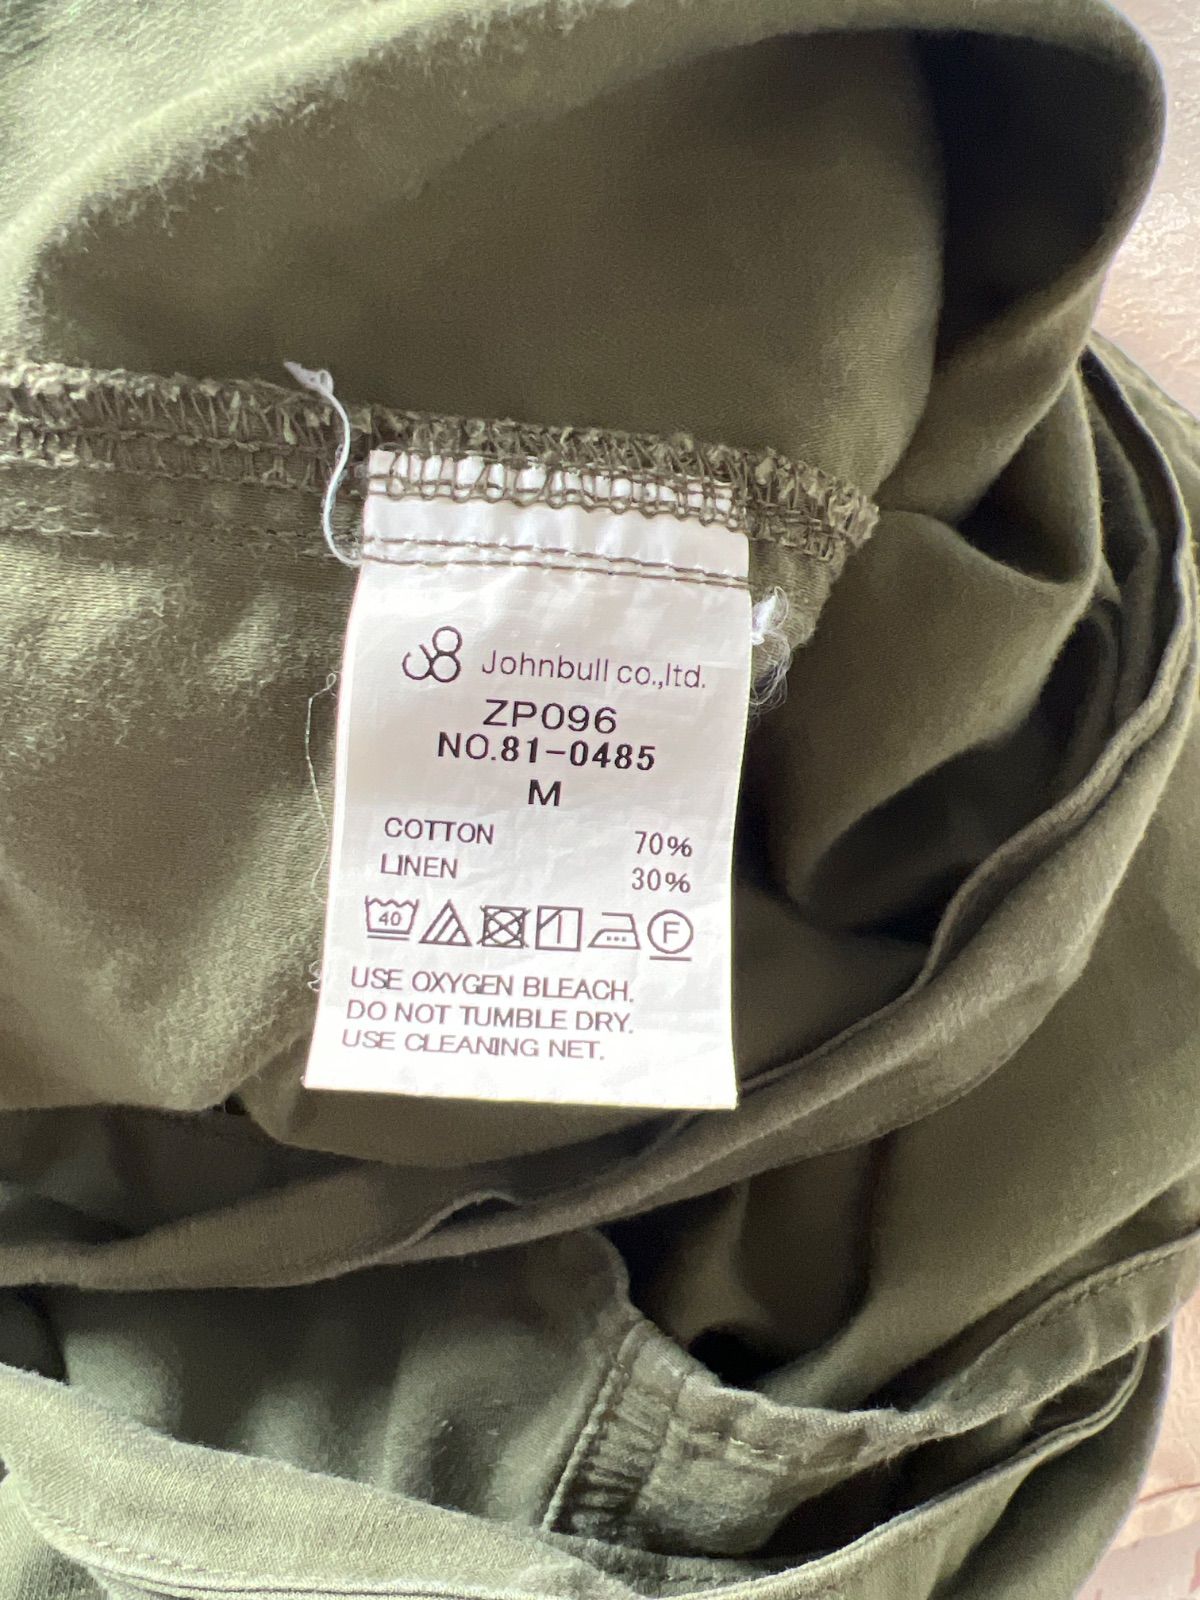 Johnbull co.,ltd.
ZP096
NO.81-0485
M
COTTON 70%
LINEN 30%
40 F
USE OXYGEN BLEACH.
DO NOT TUMBLE DRY.
USE CLEANING NET.